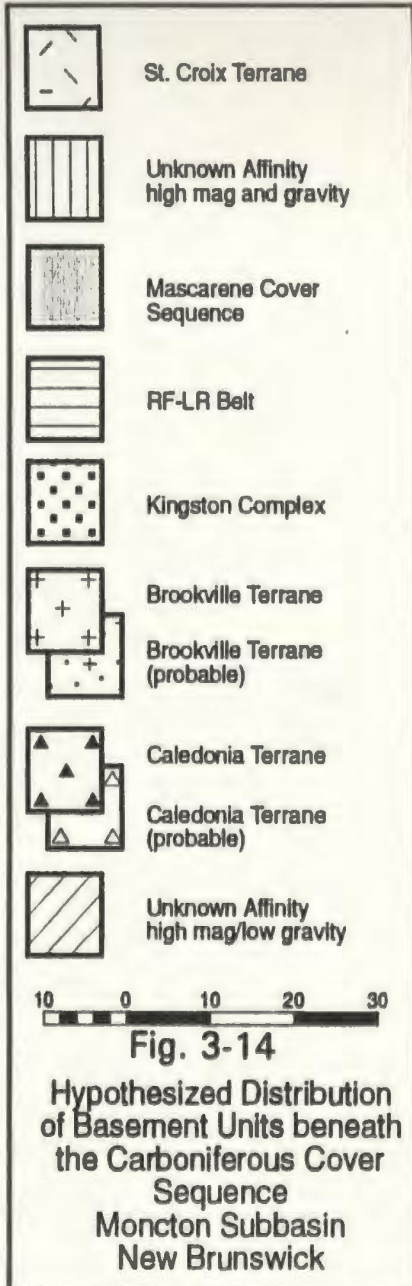 St. Croix Terrane
Unknown Affinity
high mag and gravity
Mascarene Cover
Sequence
RF-LR Belt
Kingston Complex
Brookville Terrane
Brookville Terrane
(probable)
Caledonia Terrane
Caledonia Terrane
(probable)
Unknown Affinity
high mag/low gravity
10 0 10 20 30
Fig. 3-14
Hypothesized Distribution
of Basement Units beneath
the Carboniferous Cover
Sequence
Moncton Subbasin
New Brunswick